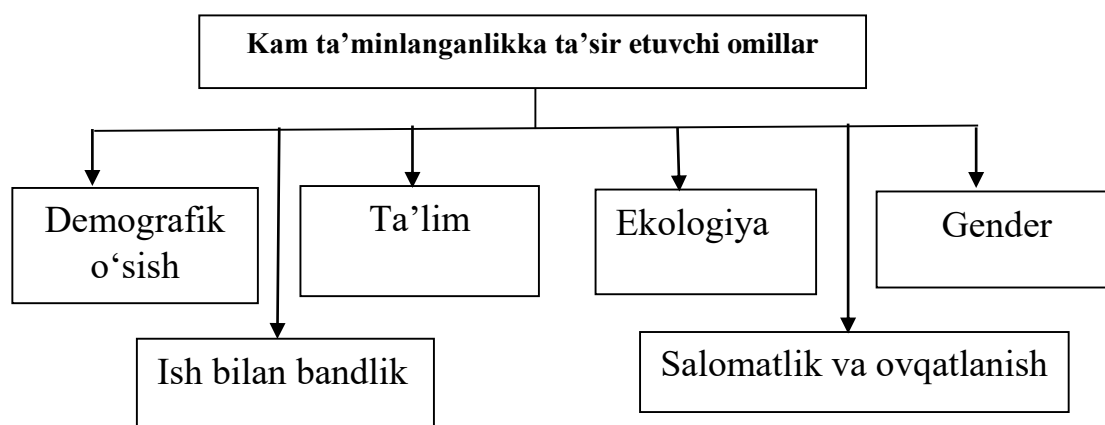 Kam ta’minlanganlikka ta’sir etuvchi omillar
Demografik
o‘sish
Ta’lim
Ekologiya
Gender
Ish bilan bandlik
Salomatlik va ovqatlanish